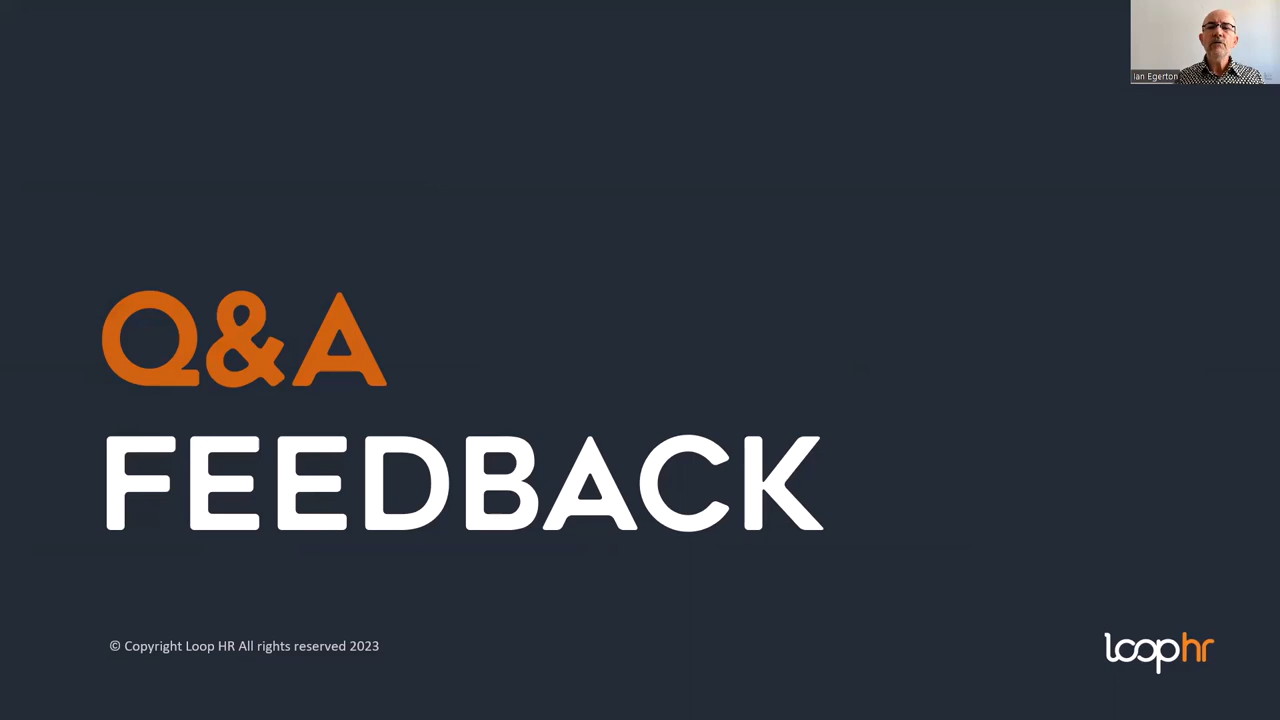 Ian Egerton
Q&A
FEEDBACK
© Copyright Loop HR All rights reserved 2023
loophr